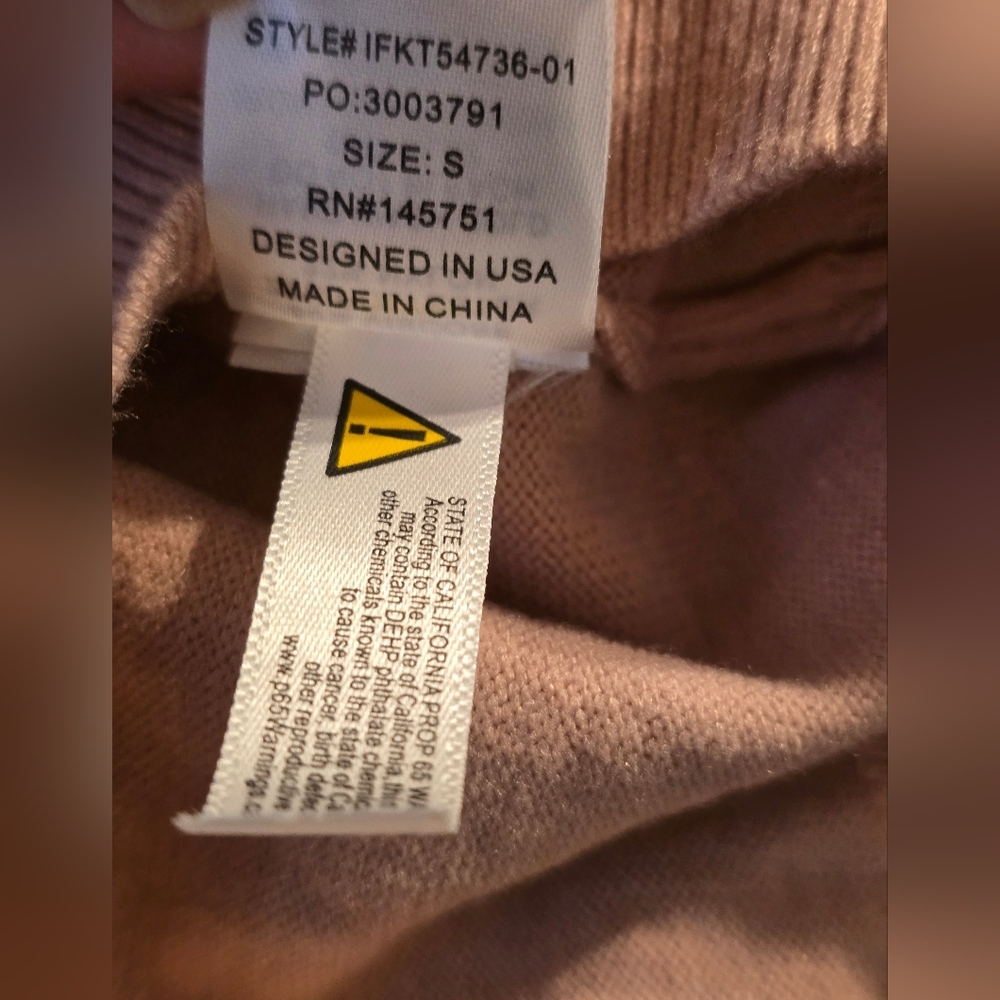 STYLE# IFKT54736-01
PO:3003791
SIZE: S
RN#145751
DESIGNED IN USA
MADE IN CHINA
STATE OF CALIFORNIA PROP 65
According to the state of California,
may contain DEHP phthalate
other chemicals known to the state of
to cause cancer, birth
other reproductive
www.p65Warnings.c